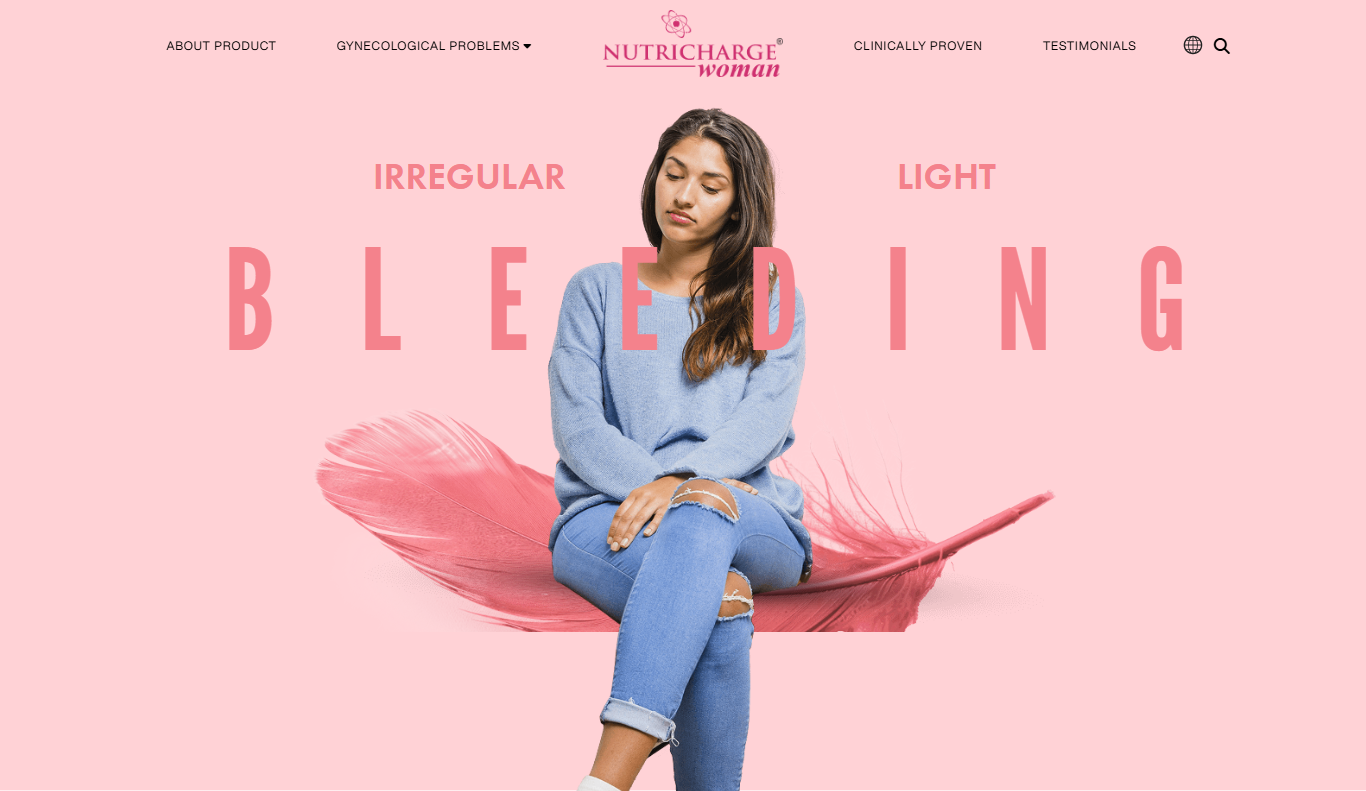 ABOUT PRODUCT
GYNECOLOGICAL PROBLEMS
NUTRICHARGE®
woman
CLINICALLY PROVEN
TESTIMONIALS
IRREGULAR
LIGHT
BLEEDING